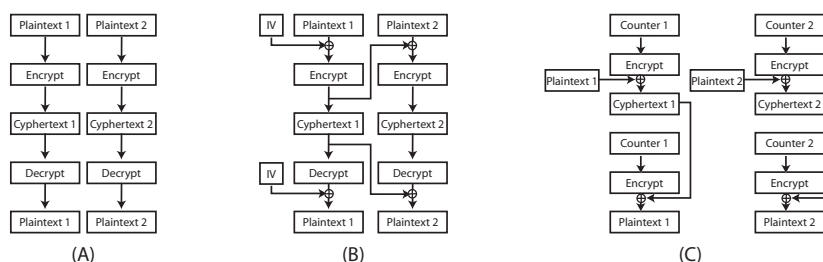 Plaintext 1 Plaintext 2
Encrypt Encrypt
Cyphertext 1 Cyphertext 2
Decrypt Decrypt
Plaintext 1 Plaintext 2
(A)
IV Plaintext 1 Plaintext 2
Encrypt Encrypt
Cyphertext 1 Cyphertext 2
IV Decrypt Decrypt
Plaintext 1 Plaintext 2
(B)
Counter 1 Counter 2
Encrypt Encrypt
Plaintext 1 Plaintext 2
Cyphertext 1 Cyphertext 2
Counter 1 Counter 2
Encrypt Encrypt
Plaintext 1 Plaintext 2
(C)